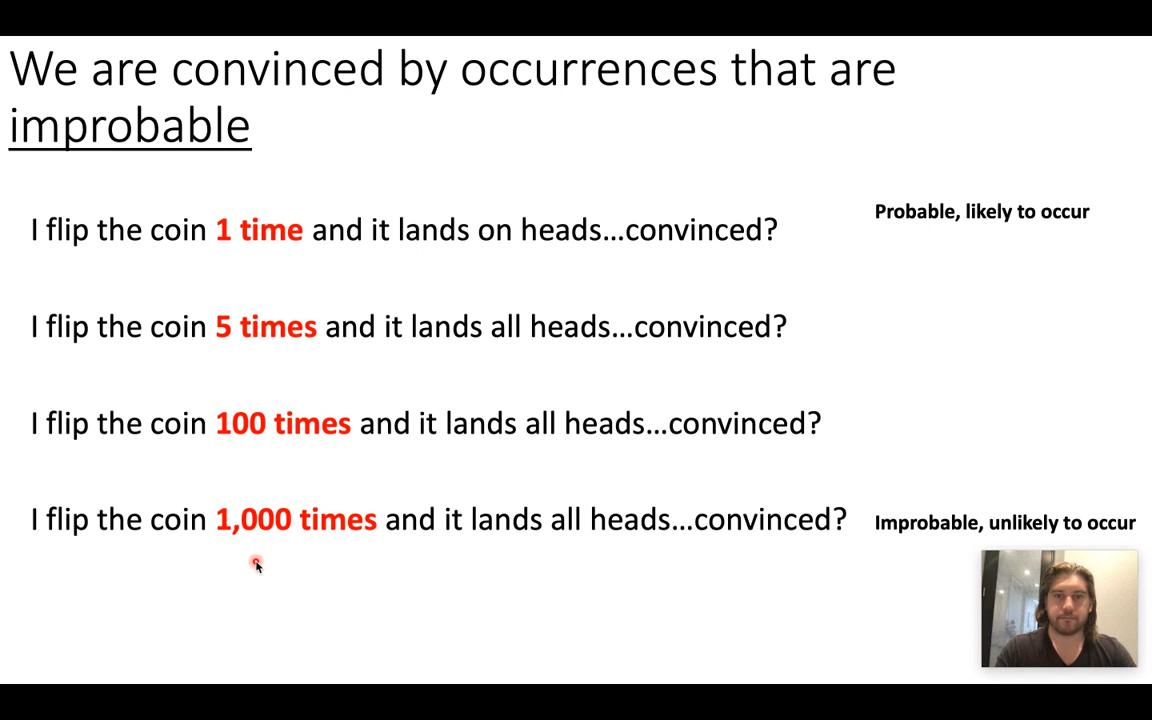 We are convinced by occurrences that are
improbable
I flip the coin 1 time and it lands on heads...convinced?
Probable, likely to occur
I flip the coin 5 times and it lands all heads...convinced?
I flip the coin 100 times and it lands all heads...convinced?
I flip the coin 1,000 times and it lands all heads...convinced?
Improbable, unlikely to occur